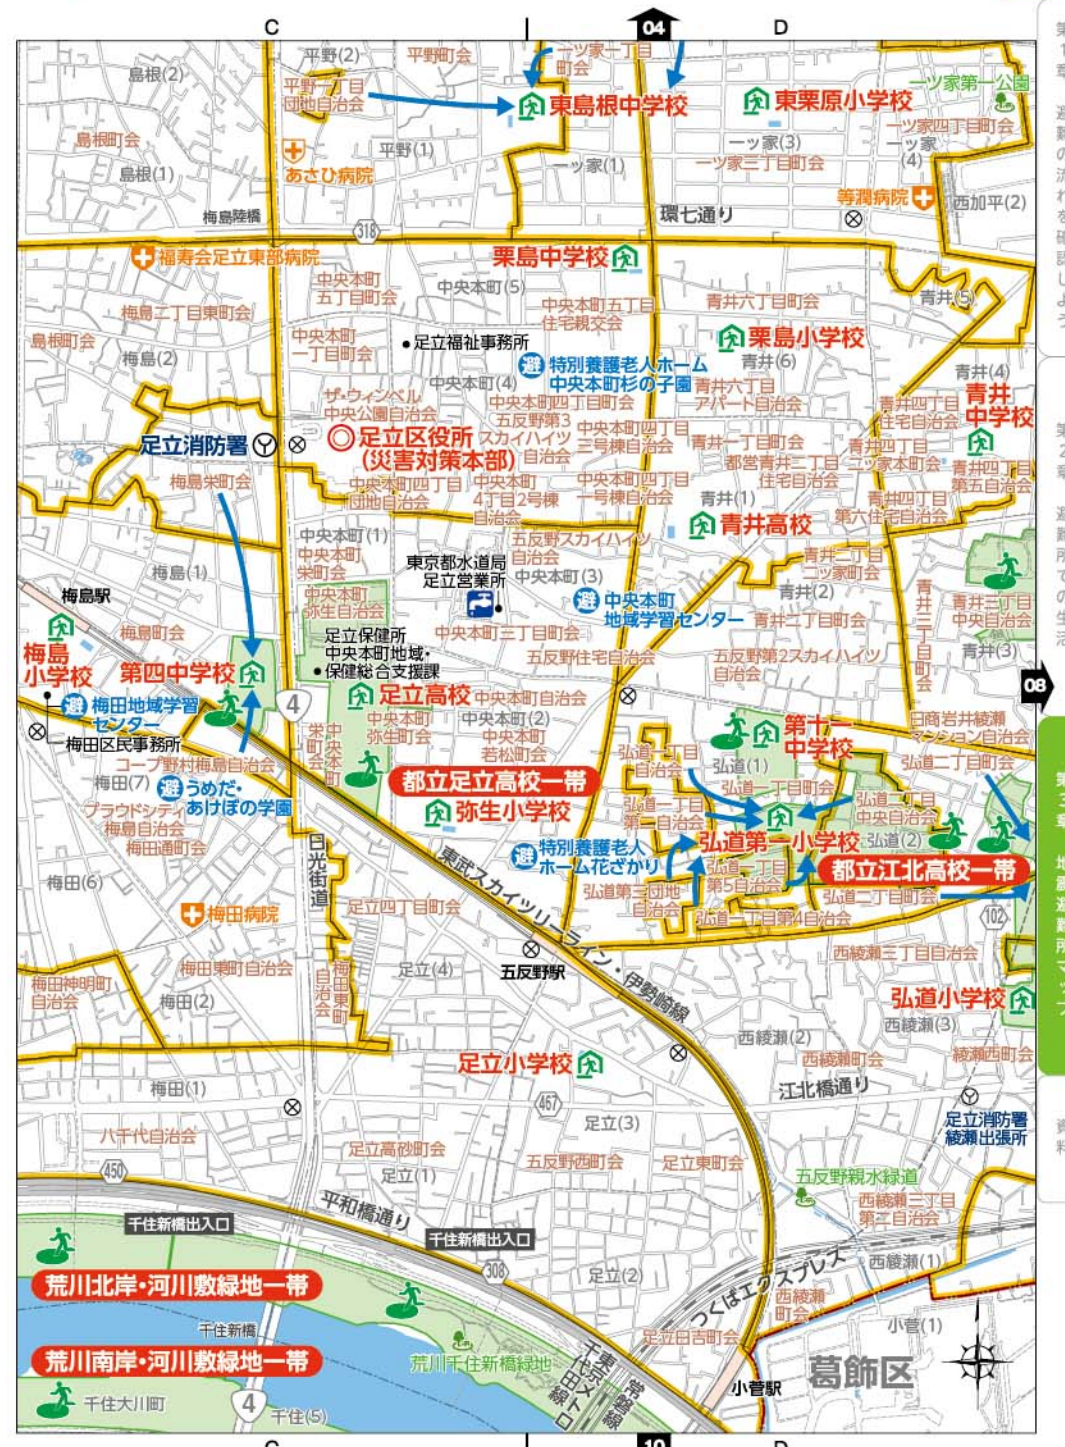 C
04
D
平野(2)
平野町会
一ツ家一丁目
町会
島根(2)
平野一丁目
団地自治会
東島根中学校
東栗原小学校
一ツ家第一公園
一ツ家四丁目町会
島根町会
一ツ家(3)
一ツ家
(4)
平野(1)
一ツ家(1)
一ツ家三丁目町会
島根(1)
あさひ病院
等潤病院
西加平(2)
梅島陸橋
318
環七通り
福寿会足立東部病院
栗島中学校
中央本町
五丁目町会
中央本町(5)
青井(5)
梅島二丁目東町会
中央本町五丁目
住宅親交会
青井六丁目町会
島根町会
中央本町
一丁目町会
足立福祉事務所
栗島小学校
梅島(2)
避
特別養護老人ホーム
中央本町杉の子園
青井(6)
青井(4)
中央本町(4)
青井六丁目
アパート自治会
青井
中学校
ザ・ウィンベル
中央公園自治会
中央本町四丁目町会
青井四丁目
住宅自治会
足立消防署
足立区役所
(災害対策本部)
五反野第3
スカイハイツ
自治会
中央本町四丁目
三号棟自治会
青井一丁目町会
青井四丁目
二ツ家本町会
梅島栄町会
都営青井三丁目
住宅自治会
青井四丁目
第五自治会
中央本町四丁目
団地自治会
中央本町
4丁目2号棟
自治会
中央本町四丁目
一号棟自治会
青井(1)
青井四丁目
第六住宅自治会
青井高校
中央本町(1)
中央本町
栄町会
五反野スカイハイツ
自治会
東京都水道局
足立営業所
青井二丁目
二ツ家町会
梅島(1)
中央本町(3)
青井(2)
梅島駅
中央本町
弥生自治会
避
中央本町
地域学習センター
青井三丁目町会
青井三丁目
中央自治会
梅島町会
足立保健所
中央本町地域・
保健総合支援課
中央本町三丁目町会
青井二丁目町会
青井(3)
梅島
小学校
第四中学校
五反野住宅自治会
五反野第2スカイハイツ
自治会
08
足立高校
中央本町自治会
避
梅田地域学習
センター
4
中央本町
弥生町会
中央本町(2)
日商岩井綾瀬
マンション自治会
梅田区民事務所
中央本町
栄町会
中央本町
若松町会
第十一
中学校
コープ野村梅島自治会
弘道一丁目
自治会
弘道(1)
弘道二丁目町会
梅田(7)
避
うめだ・
あけぼの学園
都立足立高校一帯
弘道一丁目町会
プラウドシティ
梅島自治会
弥生小学校
弘道一丁目
第一自治会
弘道二丁目
中央自治会
梅田通町会
弘道第一小学校
弘道(2)
日光街道
東武スカイツリーライン・伊勢崎線
避
特別養護老人
ホーム花ざかり
都立江北高校一帯
梅田(6)
弘道第三団地
自治会
弘道一丁目
第5自治会
弘道二丁目町会
梅田病院
足立四丁目町会
弘道一丁目第4自治会
102
梅田東町自治会
梅田東町
自治会
足立(4)
五反野駅
西綾瀬三丁目自治会
梅田神明町
自治会
梅田(2)
弘道小学校
西綾瀬(2)
西綾瀬(3)
足立小学校
西綾瀬町会
綾瀬西町会
梅田(1)
江北橋通り
467
足立(3)
足立消防署
綾瀬出張所
八千代自治会
足立高砂町会
五反野西町会
足立東町会
450
足立(1)
五反野親水緑道
平和橋通り
西綾瀬三丁目
第二自治会
千住新橋出入口
千住新橋出入口
308
足立(2)
つくばエクスプレス
西綾瀬(1)
荒川北岸・河川敷緑地一帯
西綾瀬
町会
千住新橋
足立日吉町会
小菅(1)
荒川南岸・河川敷緑地一帯
荒川千住新橋緑地
東京メトロ
千代田線
常磐線
小菅駅
葛飾区
千住大川町
4
千住(5)
C
10
D
第1章 避難の流れを確認しよう
第2章 避難所での生活
第3章 地震避難所マップ
資料